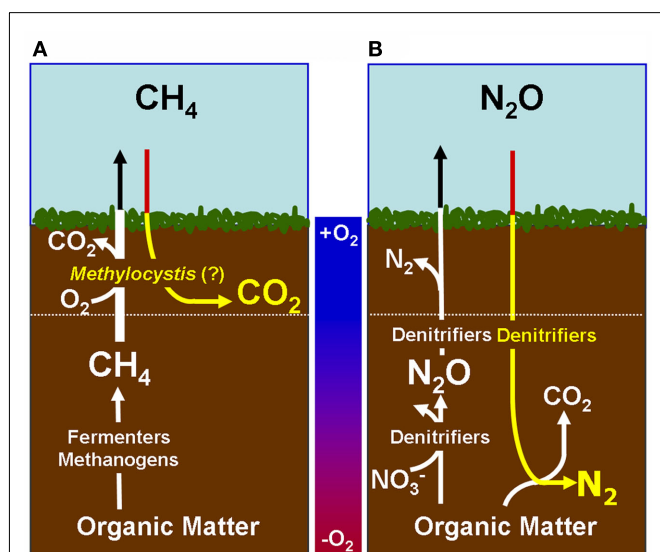 A
CH₄
CO₂
Methylocystis (?)
O₂
CO₂
CH₄
Fermenters
Methanogens
Organic Matter
+O₂
-O₂
B
N₂O
N₂
Denitrifiers
Denitrifiers
N₂O
CO₂
Denitrifiers
NO₃⁻
N₂
Organic Matter